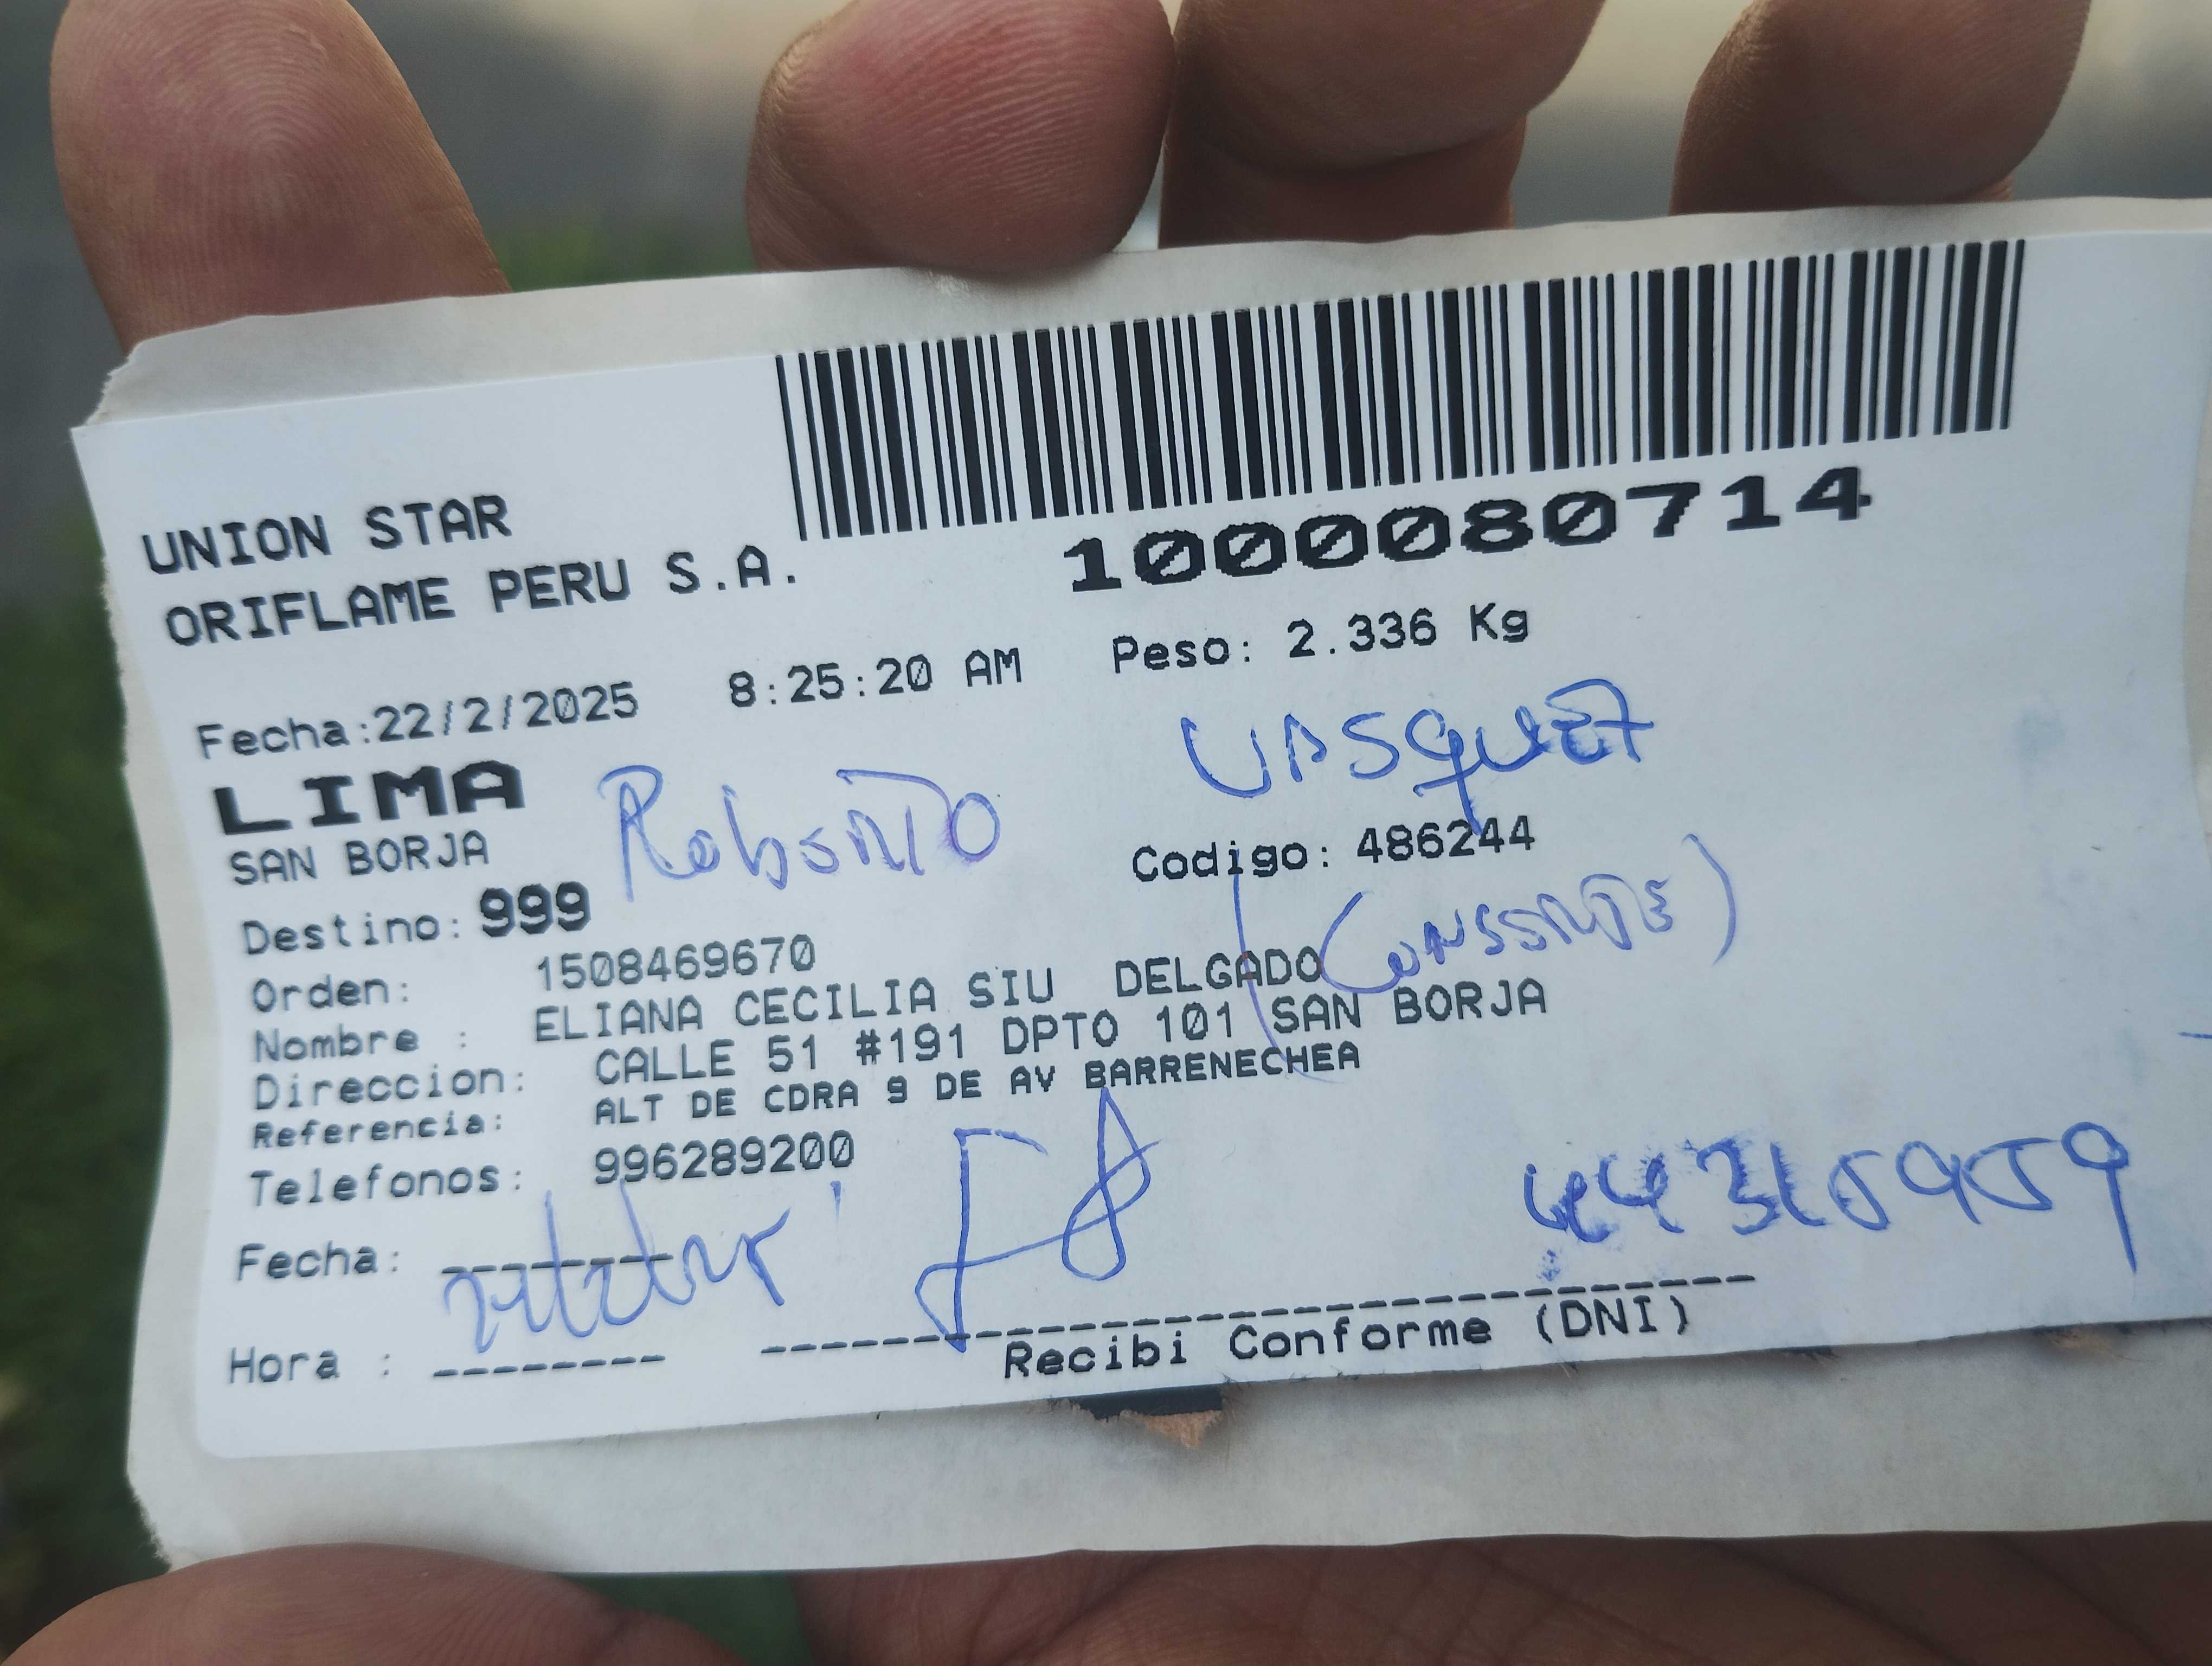 UNION STAR
ORIFLAME PERU S.A.
1000080714
Fecha:22/2/2025 8:25:20 AM Peso: 2.336 Kg
LIMA
Roberto Vasquez
SAN BORJA
Codigo: 486244
Destino: 999
(Conserje)
Orden: 1508469670
Nombre : ELIANA CECILIA SIU DELGADO
Direccion: CALLE 51 #191 DPTO 101 SAN BORJA
Referencia: ALT DE CDRA 9 DE AV BARRENECHEA
Telefonos: 996289200
Fecha:
Hora :
Recibi Conforme (DNI)